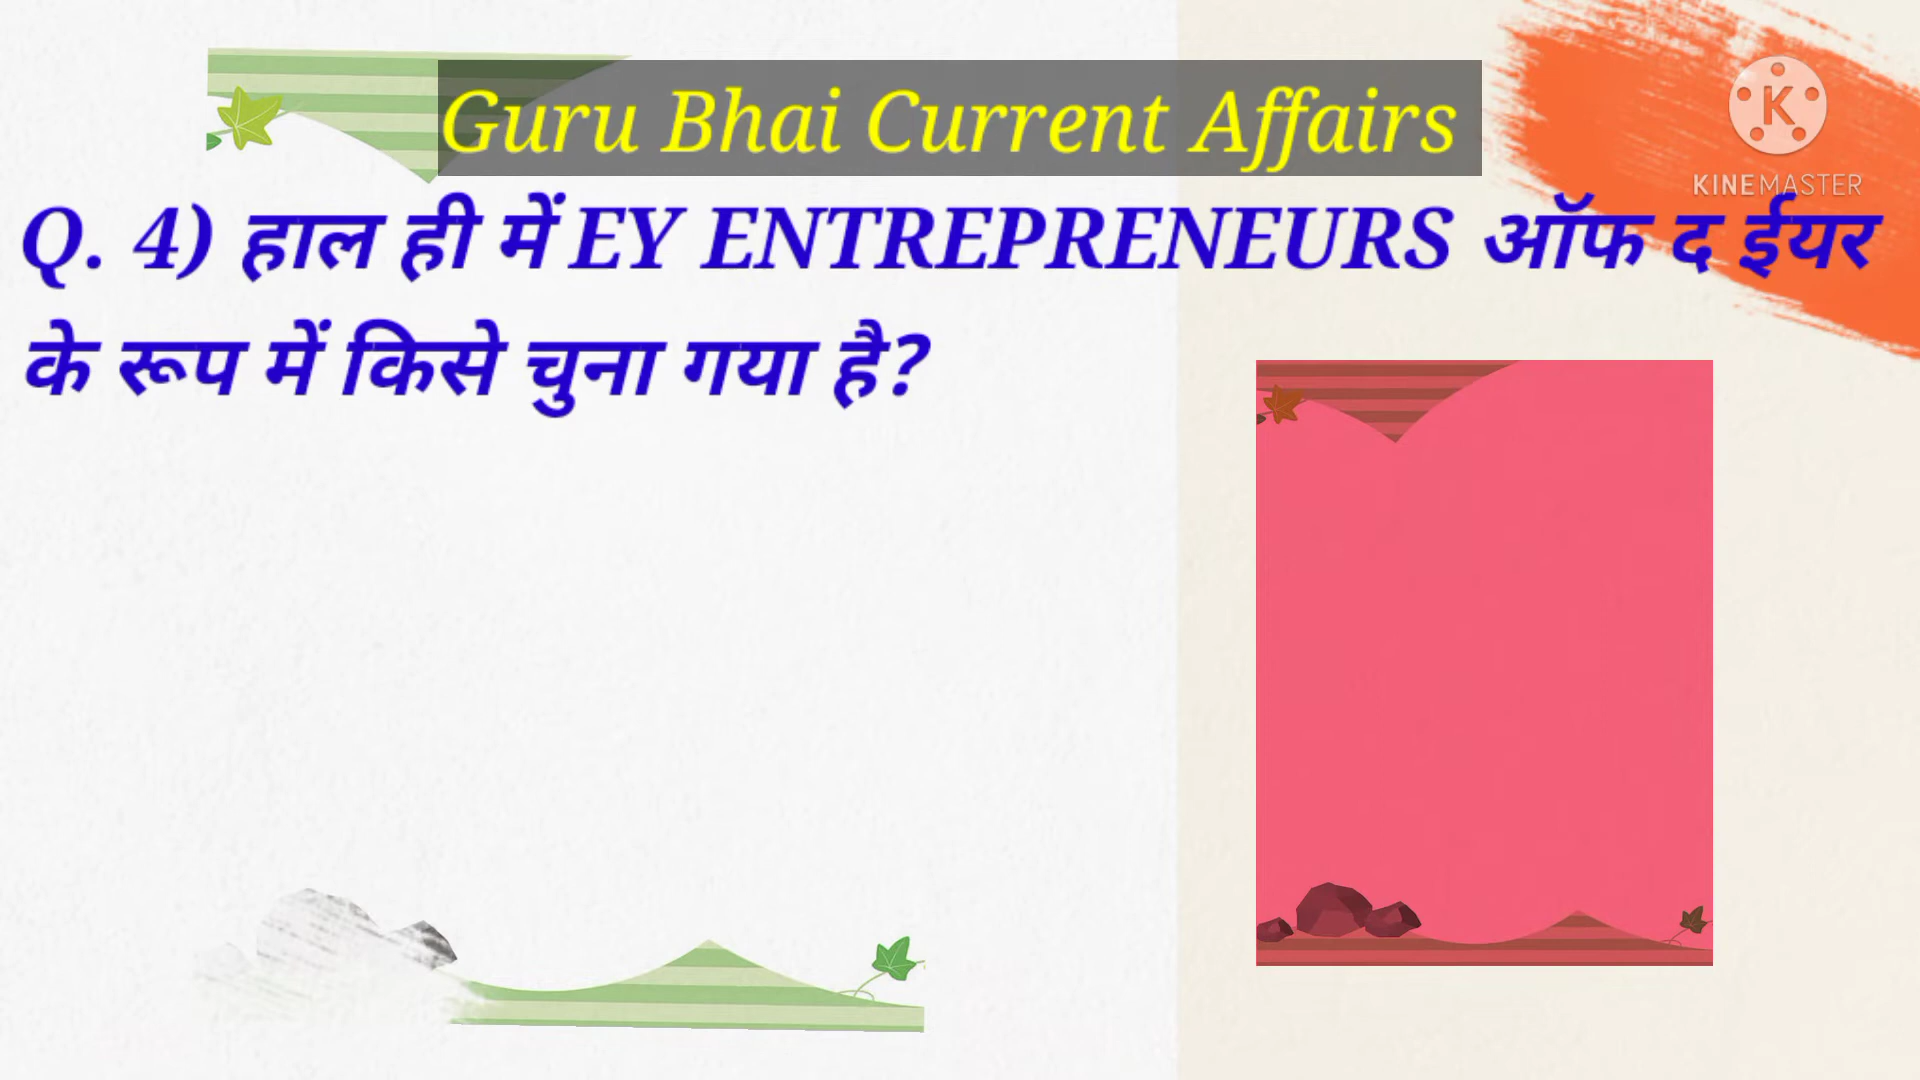 Guru Bhai Current Affairs
KINEMASTER
Q. 4) हाल ही में EY ENTREPRENEURS ऑफ द ईयर
के रूप में किसे चुना गया है?